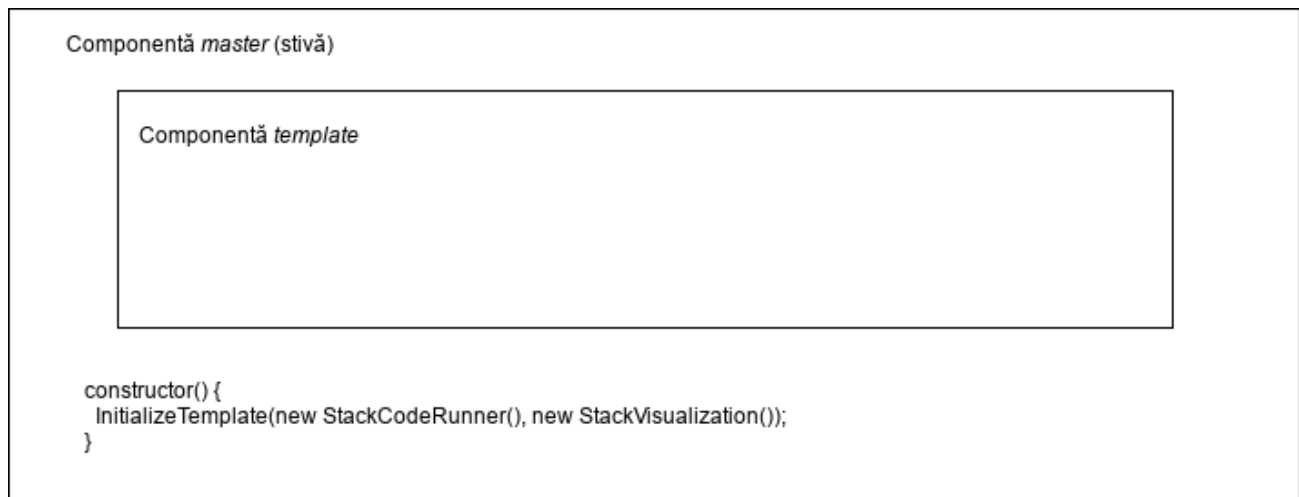 Componentă master (stivă)
Componentă template
constructor() {
InitializeTemplate(new StackCodeRunner(), new StackVisualization());
}